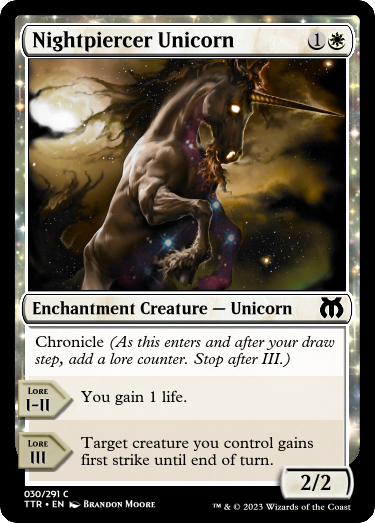 Nightpiercer Unicorn 1
Enchantment Creature — Unicorn
Chronicle (As this enters and after your draw
step, add a lore counter. Stop after III.)
LORE
I-II
You gain 1 life.
LORE
III
Target creature you control gains
first strike until end of turn.
2/2
030/291 C
TTR • EN Brandon Moore
™ & © 2023 Wizards of the Coast